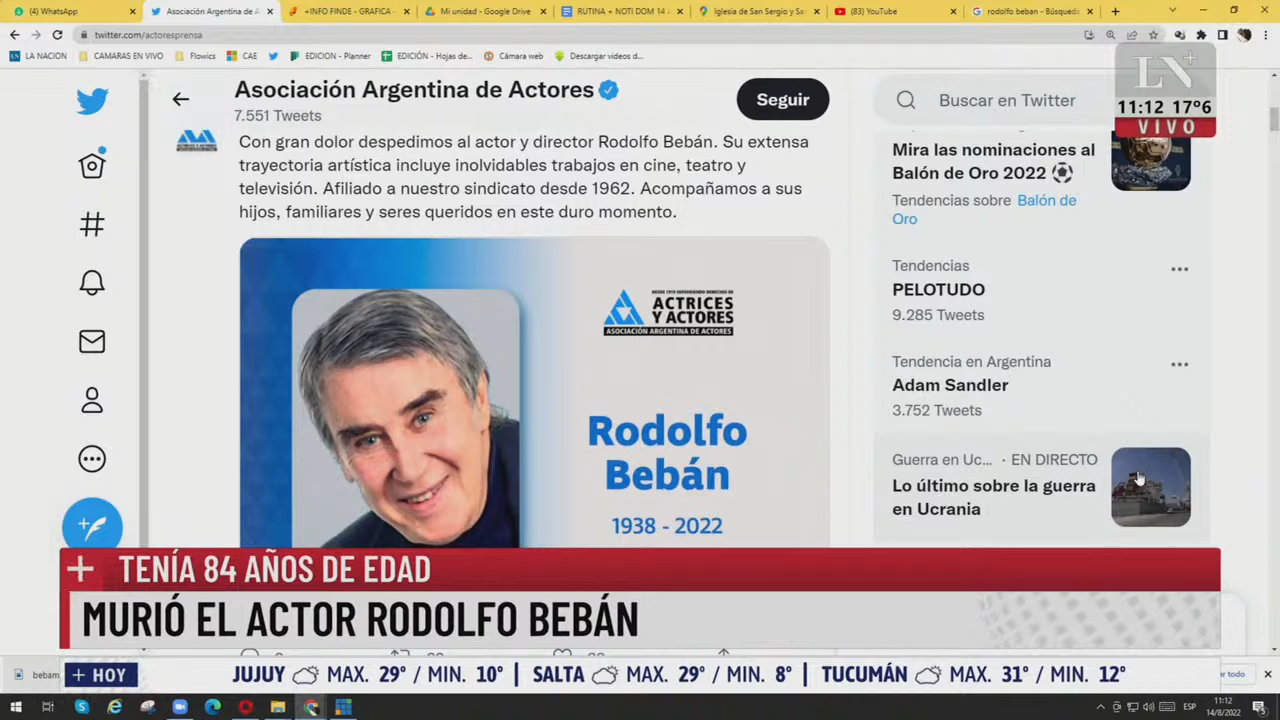 WhatsApp
Asociación Argentina de A
+INFO FINDE - GRAFICA -
Mi unidad - Google Drive
RUTINA + NOTI DOM 14
Iglesia de San Sergio y Sa
(83) YouTube
rodolfo beban - Búsqued
twitter.com/actoresprensa
LA NACION
CAMARAS EN VIVO
Flowics
CAE
EDICION - Planner
EDICIÓN - Hojas de...
Cámara web
Descargar videos d...
Asociación Argentina de Actores
7.551 Tweets
Seguir
Buscar en Twitter
LN+
11:12 17°6
VIVO
Con gran dolor despedimos al actor y director Rodolfo Bebán. Su extensa
trayectoria artística incluye inolvidables trabajos en cine, teatro y
televisión. Afiliado a nuestro sindicato desde 1962. Acompañamos a sus
hijos, familiares y seres queridos en este duro momento.
DESDE 1919 DEFENDIENDO DERECHOS DE
ACTRICES
Y ACTORES
ASOCIACIÓN ARGENTINA DE ACTORES
Rodolfo
Bebán
1938 - 2022
Mira las nominaciones al
Balón de Oro 2022
Tendencias sobre Balón de
Oro
Tendencias
PELOTUDO
9.285 Tweets
Tendencia en Argentina
Adam Sandler
3.752 Tweets
Guerra en Uc... · EN DIRECTO
Lo último sobre la guerra
en Ucrania
+ TENÍA 84 AÑOS DE EDAD
MURIÓ EL ACTOR RODOLFO BEBÁN
bebam
+ HOY
JUJUY MAX. 29° / MIN. 10° | SALTA MAX. 29° / MIN. 8° | TUCUMÁN MAX. 31° / MIN. 12°
ar todo
ESP
11:12
14/8/2022